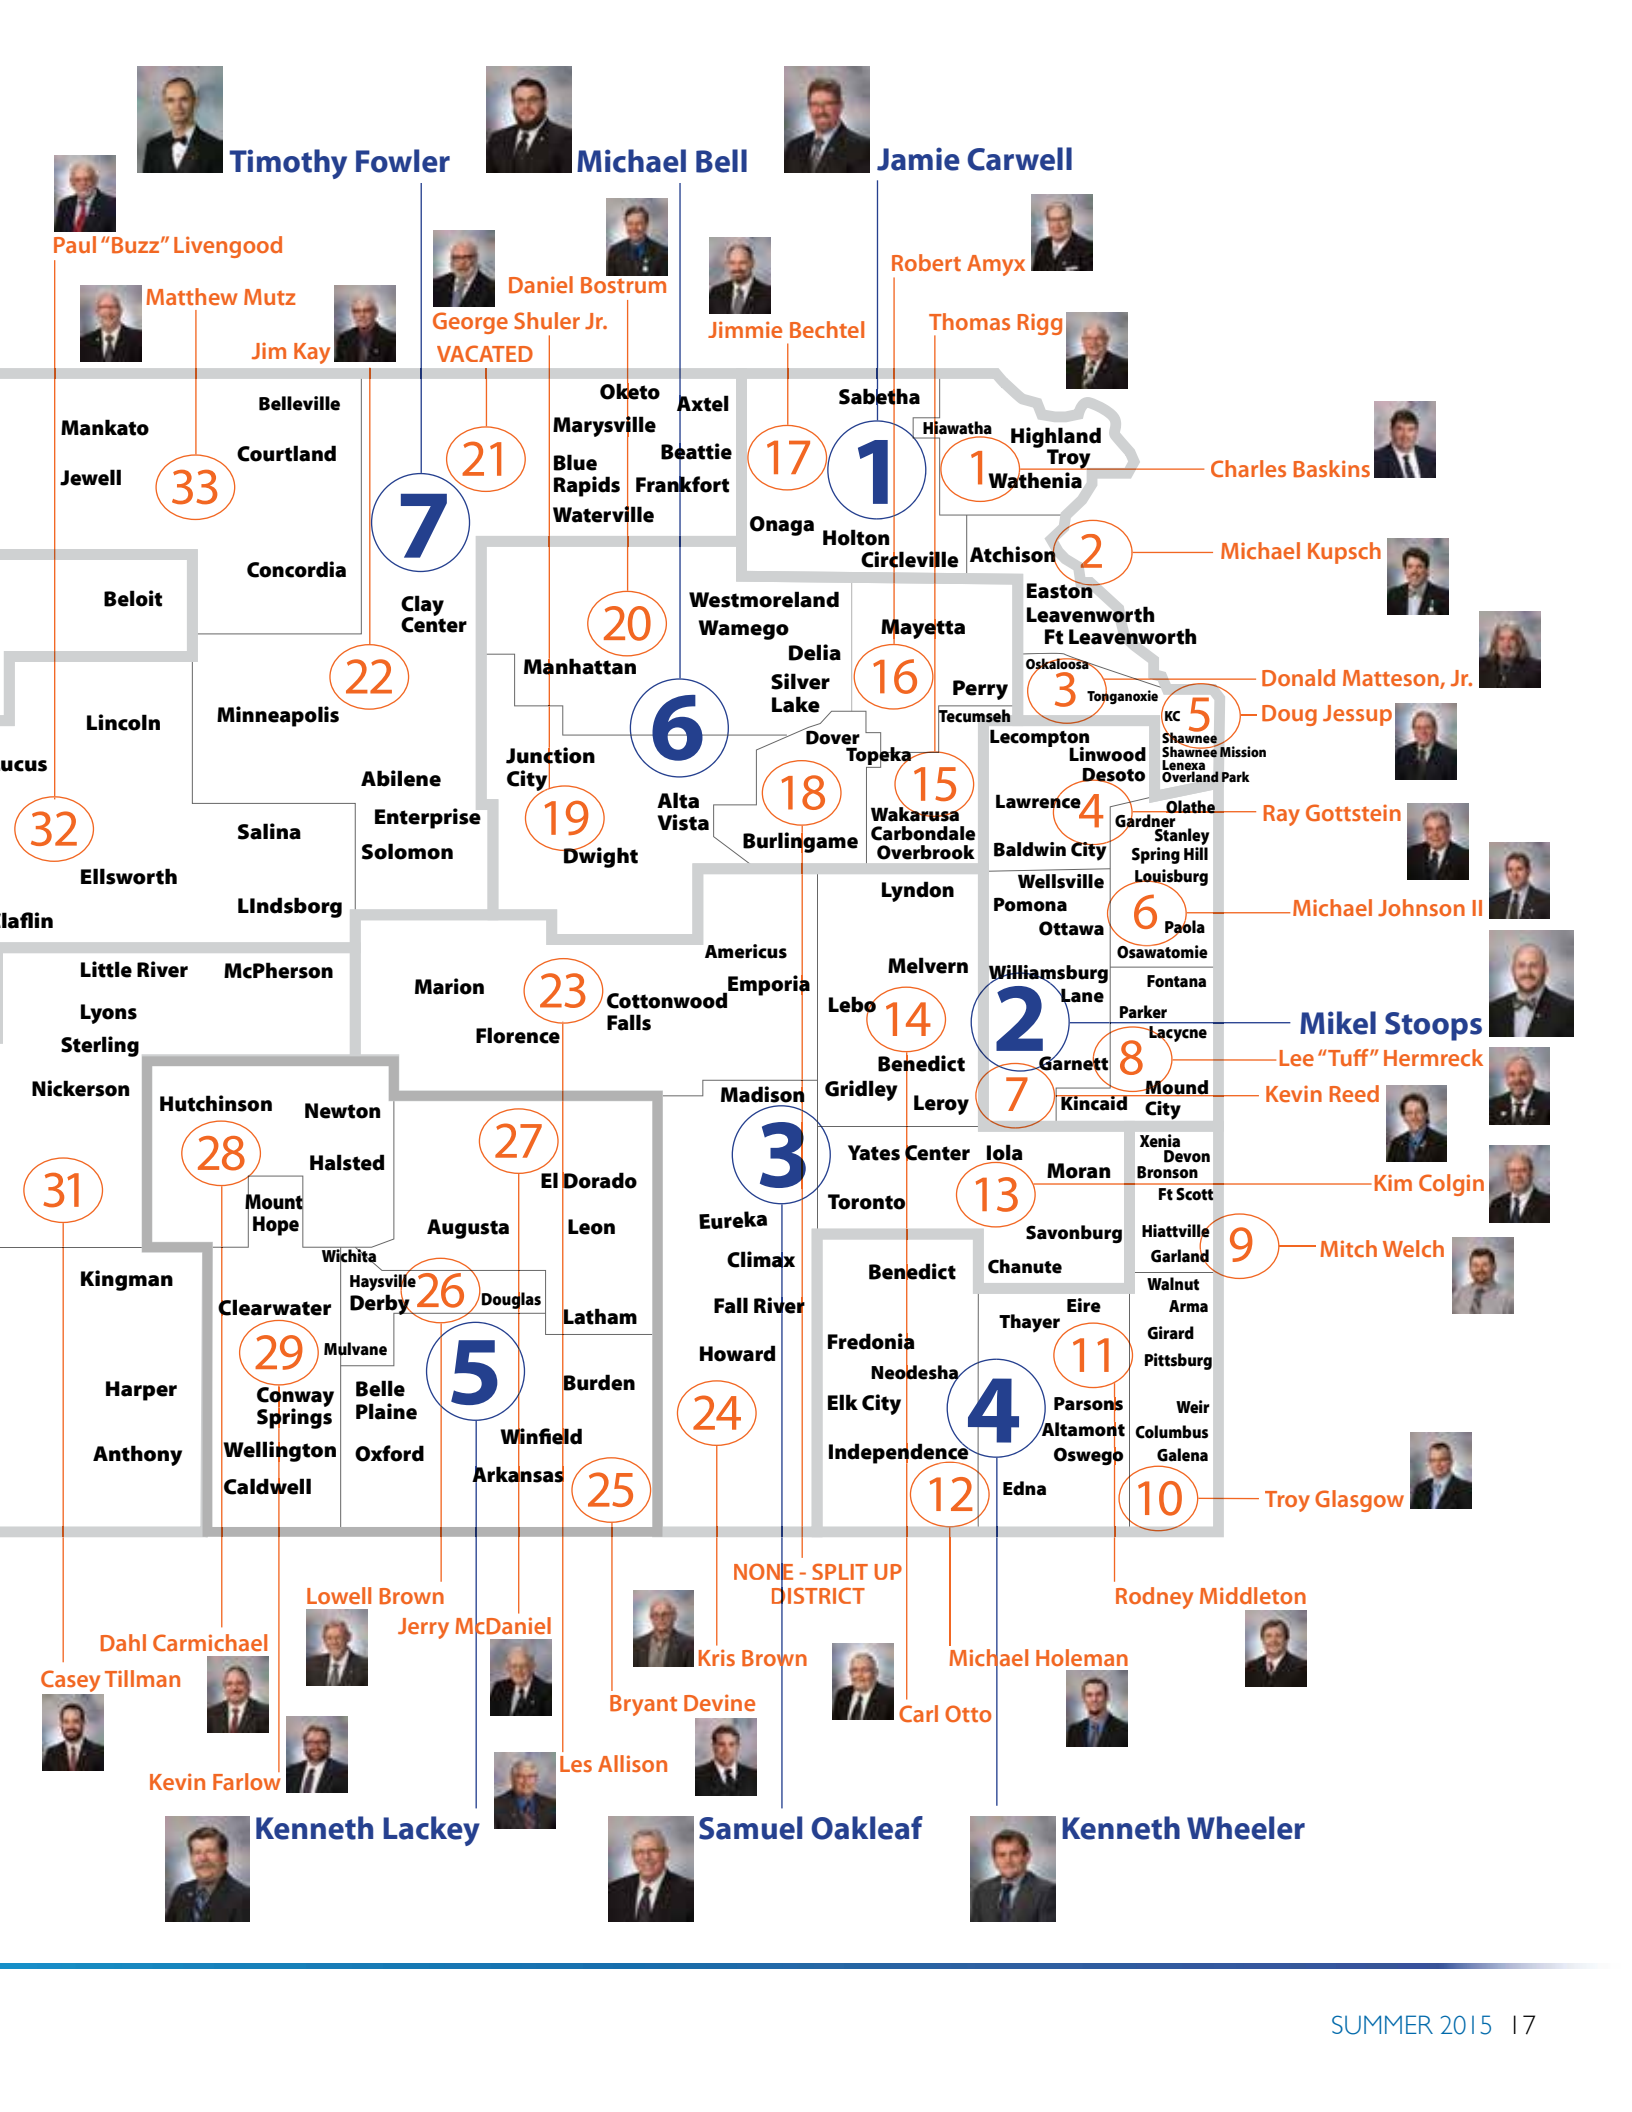 Timothy Fowler
Michael Bell
Jamie Carwell
Paul “Buzz” Livengood
Matthew Mutz
Jim Kay
George Shuler Jr.
VACATED
Daniel Bostrum
Jimmie Bechtel
Robert Amyx
Thomas Rigg
Charles Baskins
Michael Kupsch
Donald Matteson, Jr.
Doug Jessup
Ray Gottstein
Michael Johnson II
Mikel Stoops
Lee “Tuff” Hermreck
Kevin Reed
Kim Colgin
Mitch Welch
Troy Glasgow
Mankato
Jewell
33
Belleville
Courtland
Concordia
Beloit
7
21
Clay
Center
22
Oketo
Axtel
Marysville
Beattie
Blue
Rapids
Frankfort
Waterville
17
Sabetha
1
Onaga
Holton
Circleville
Hiawatha
Highland
Troy
1
Wathenia
Atchison
2
Easton
Leavenworth
Ft Leavenworth
Oskaloosa
3
Tonganoxie
KC
5
Shawnee
Shawnee Mission
Lenexa
Overland Park
20
Westmoreland
Wamego
Manhattan
Delia
Silver
Lake
6
Mayetta
16
Perry
Tecumseh
Dover
Topeka
18
15
Burlingame
Wakarusa
Carbondale
Overbrook
Junction
City
19
Dwight
Alta
Vista
Lecompton
Linwood
Desoto
Lawrence
4
Baldwin City
Olathe
Gardner
Stanley
Spring Hill
Louisburg
6
Paola
Osawatomie
Wellsville
Pomona
Ottawa
Williamsburg
Lane
2
Garnett
7
Fontana
Parker
Lacycne
8
Kincaid
Mound
City
Lincoln
ucus
32
Ellsworth
laflin
Minneapolis
Salina
LIndsborg
Abilene
Enterprise
Solomon
Little River
McPherson
Lyons
Sterling
Nickerson
Marion
23
Florence
Cottonwood
Falls
Americus
Emporia
Lyndon
Melvern
Lebo
14
Benedict
Gridley
Leroy
Madison
3
Eureka
Climax
Fall River
Howard
24
Hutchinson
Newton
28
Halsted
Mount
Hope
27
El Dorado
Augusta
Leon
31
Kingman
Harper
Anthony
Wichita
Haysville
Derby
26
Douglas
Latham
Clearwater
29
Mulvane
Conway
Springs
Wellington
Caldwell
Belle
Plaine
Oxford
5
Burden
Winfield
Arkansas
25
Yates Center
Iola
Moran
Toronto
13
Savonburg
Chanute
Xenia
Devon
Bronson
Ft Scott
Hiattville
Garland
9
Walnut
Arma
Girard
Pittsburg
Weir
Columbus
Galena
10
Benedict
Fredonia
Neodesha
Elk City
Independence
12
4
Eire
Thayer
11
Parsons
Altamont
Oswego
Edna
NONE - SPLIT UP
DISTRICT
Lowell Brown
Jerry McDaniel
Dahl Carmichael
Casey Tillman
Kevin Farlow
Kris Brown
Bryant Devine
Les Allison
Carl Otto
Michael Holeman
Rodney Middleton
Kenneth Lackey
Samuel Oakleaf
Kenneth Wheeler
SUMMER 2015 17